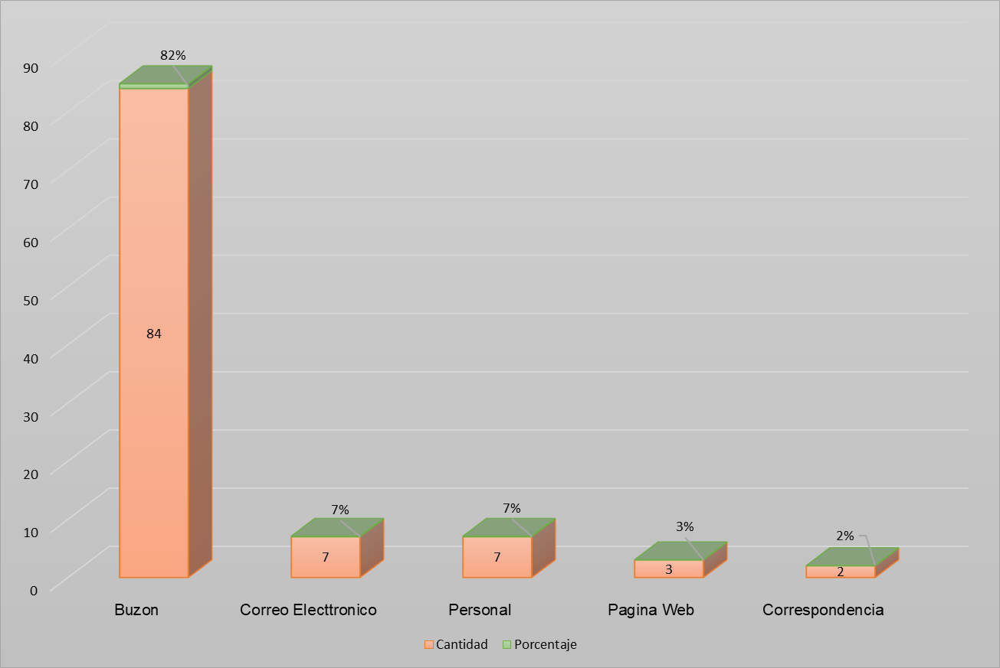 82%
90
80
70
60
50
84
40
30
20
7%
7%
3%
10
2%
7
7
3
2
0
Buzon
Correo Electtronico
Personal
Pagina Web
Correspondencia
Cantidad
Porcentaje